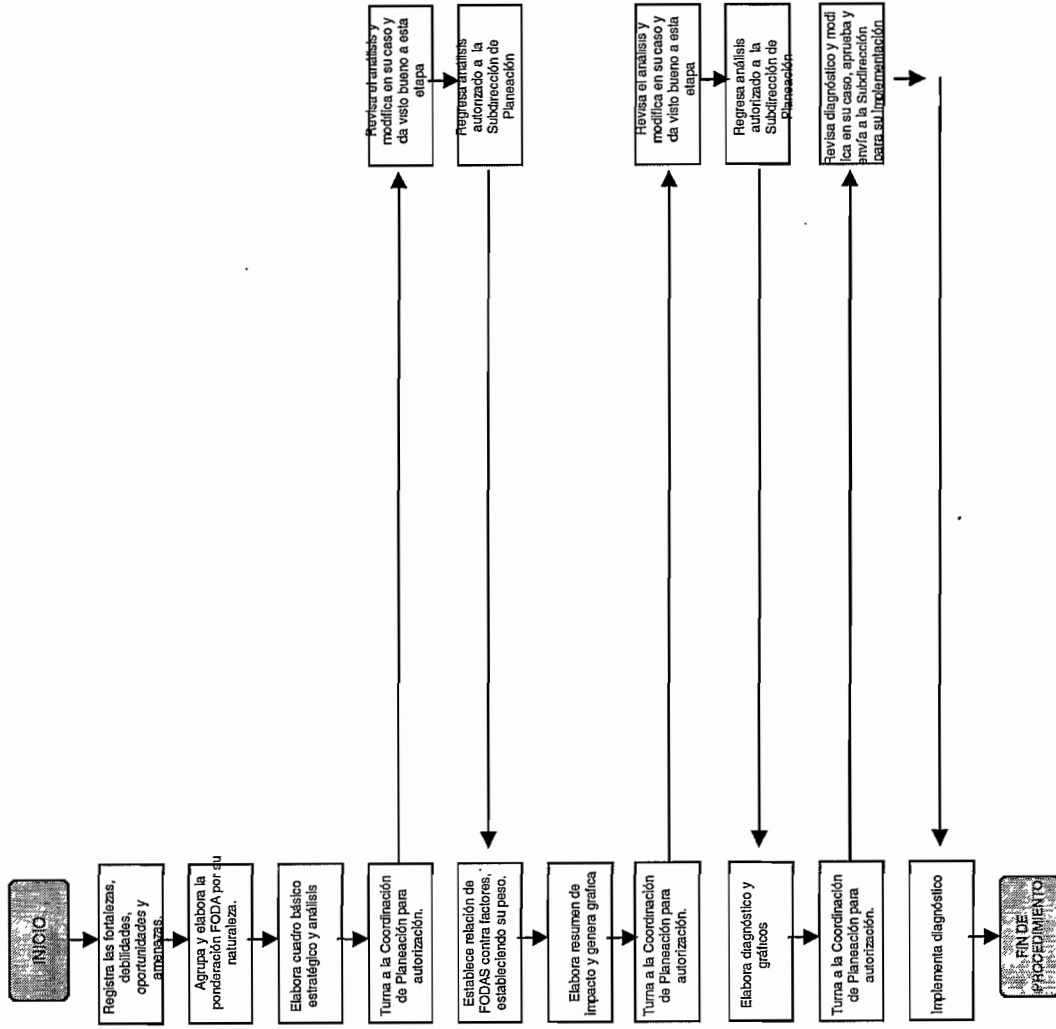 INICIO
Registra las fortalezas,
debilidades,
oportunidades y
amenazas.
Agrupa y elabora la
ponderación FODA por su
naturaleza.
Elabora cuadro básico
estratégico y análisis
Turna a la Coordinación
de Planeación para
autorización.
Revisa el análisis y
modifica en su caso y
da visto bueno a esta
etapa
Regresa análisis
autorizado a la
Subdirección de
Planeación
Establece relación de
FODAS contra factores,
estableciendo su peso.
Elabora resumen de
impacto y genera grafica
Turna a la Coordinación
de Planeación para
autorización.
Revisa el análisis y
modifica en su caso y
da visto bueno a esta
etapa
Regresa análisis
autorizado a la
Subdirección de
Planeación
Elabora diagnóstico y
gráficos
Turna a la Coordinación
de Planeación para
autorización.
Revisa diagnóstico y modi
ica en su caso, aprueba y
envía a la Subdirección
para su Implementación
Implementa diagnóstico
FIN DE
PROCEDIMIENTO